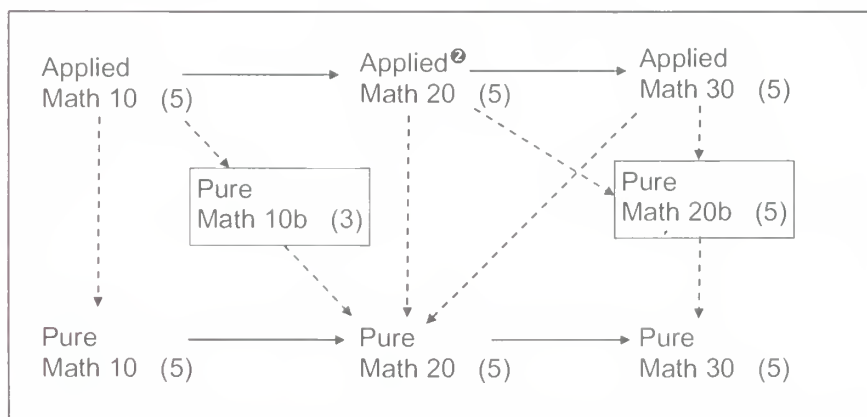 Applied
Math 10 (5)
Applied❷
Math 20 (5)
Applied
Math 30 (5)
Pure
Math 10b (3)
Pure
Math 20b (5)
Pure
Math 10 (5)
Pure
Math 20 (5)
Pure
Math 30 (5)